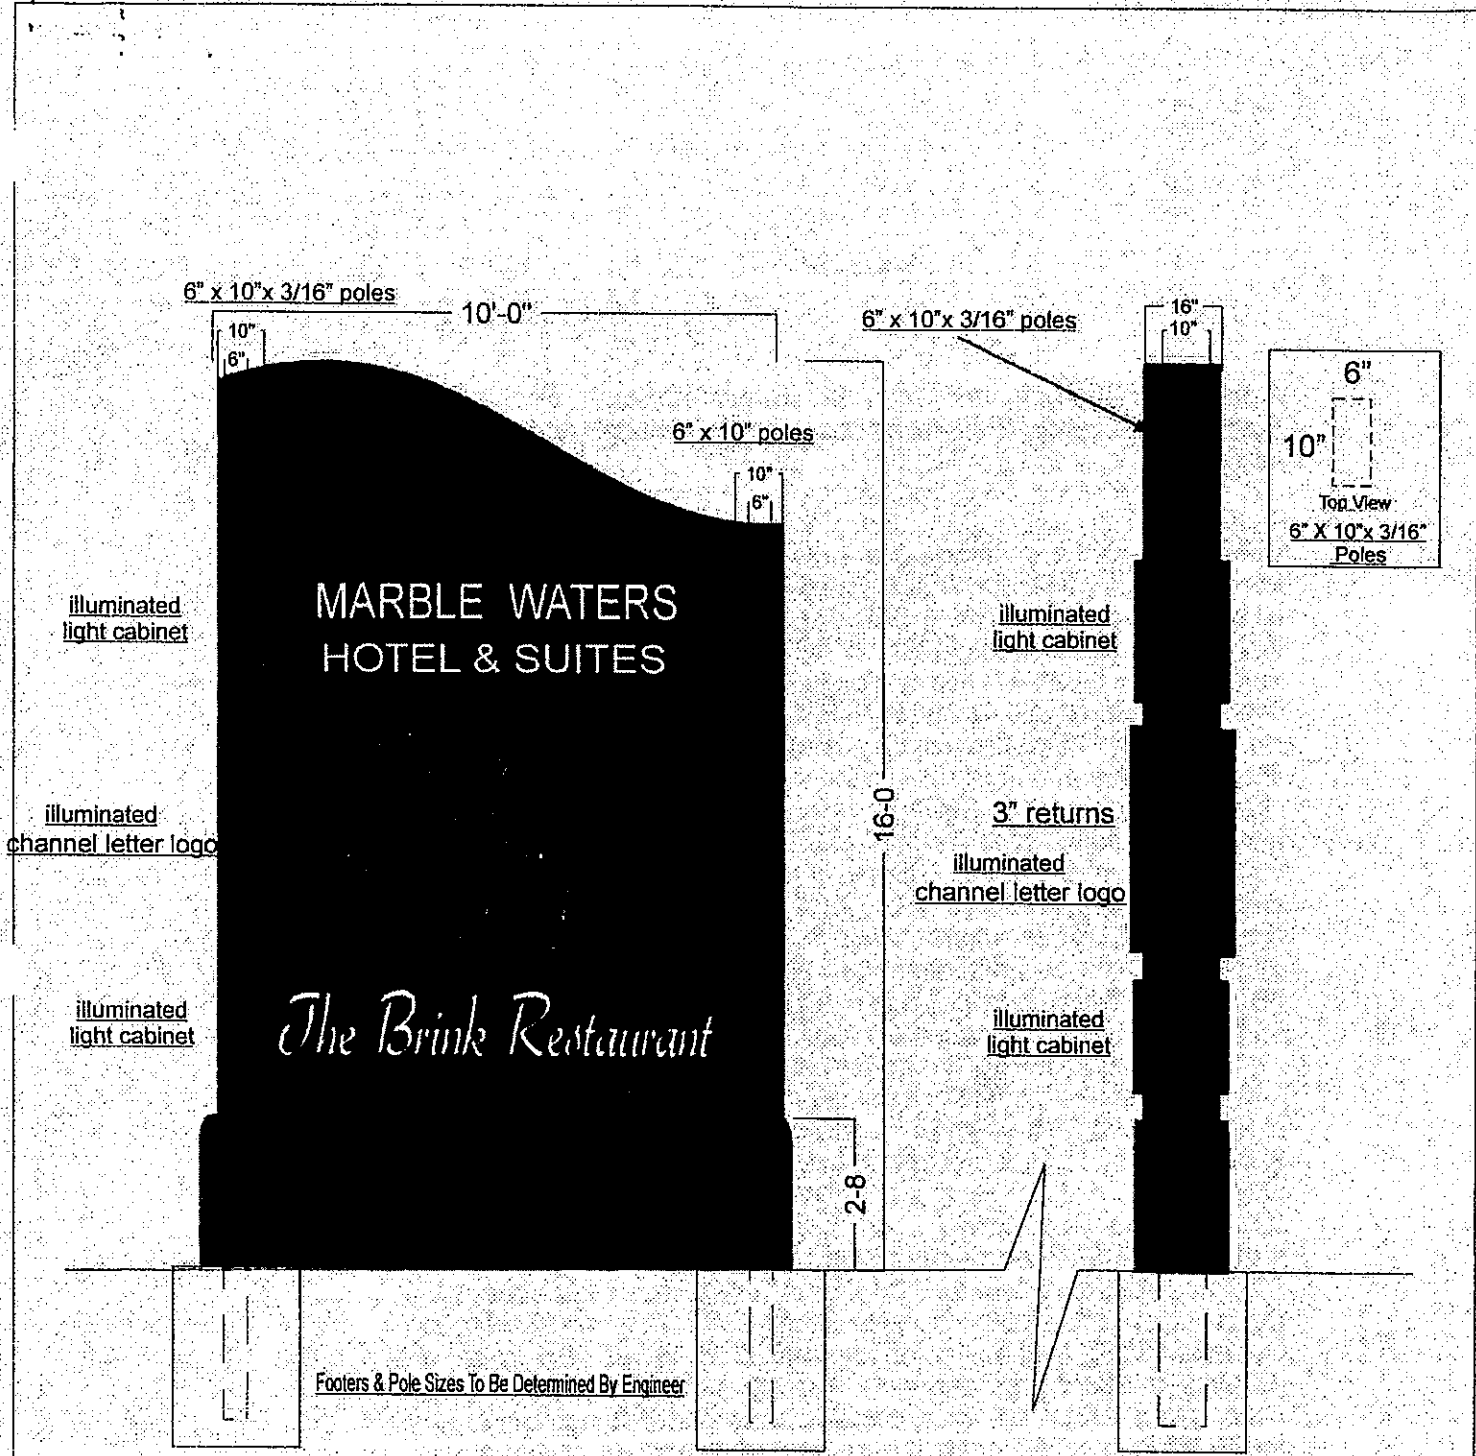 6" x 10"x 3/16" poles
10'-0"
10"
6"
6" x 10" poles
10"
6"
illuminated
light cabinet
MARBLE WATERS
HOTEL & SUITES
illuminated
channel letter logo
16-0
illuminated
light cabinet
The Brink Restaurant
2-8
Footers & Pole Sizes To Be Determined By Engineer
6" x 10"x 3/16" poles
16"
10"
6"
10"
Top View
6" X 10"x 3/16"
Poles
illuminated
light cabinet
3" returns
illuminated
channel letter logo
illuminated
light cabinet